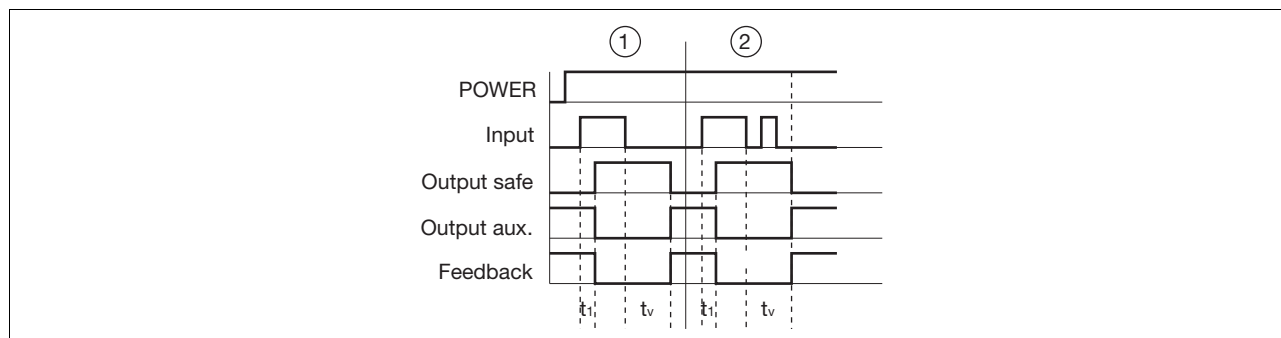 1 2
POWER
Input
Output safe
Output aux.
Feedback
t1 tv t1 tv